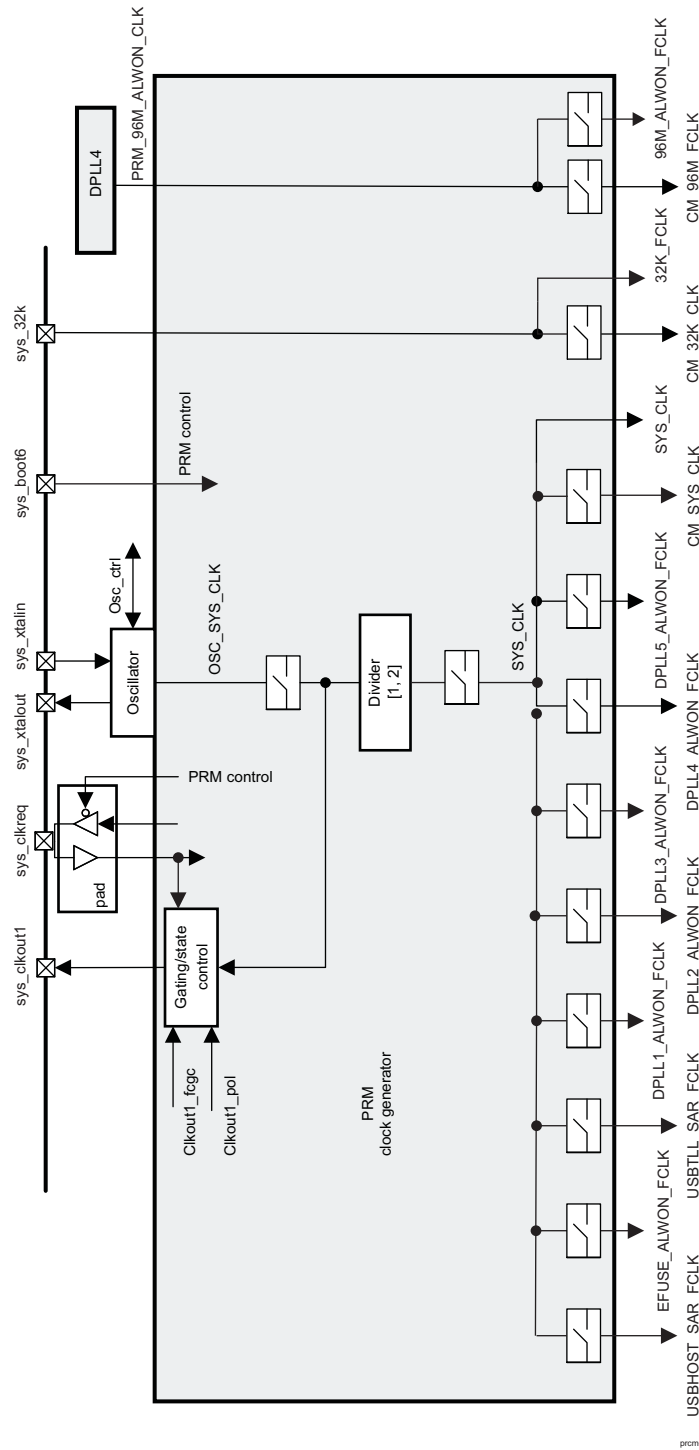 DPLL4
PRM_96M_ALWON_CLK
sys_32k
sys_boot6
sys_xtalin
sys_xtalout
sys_clkreq
sys_clkout1
PRM control
Osc_ctrl
Oscillator
OSC_SYS_CLK
PRM control
pad
Gating/state
control
Clkout1_fcgc
Clkout1_pol
Divider
[1, 2]
SYS_CLK
PRM
clock generator
96M_ALWON_FCLK
CM_96M_FCLK
32K_FCLK
CM_32K_CLK
SYS_CLK
CM_SYS_CLK
DPLL5_ALWON_FCLK
DPLL4_ALWON_FCLK
DPLL3_ALWON_FCLK
DPLL2_ALWON_FCLK
DPLL1_ALWON_FCLK
USBTLL_SAR_FCLK
EFUSE_ALWON_FCLK
USBHOST_SAR_FCLK
prcm